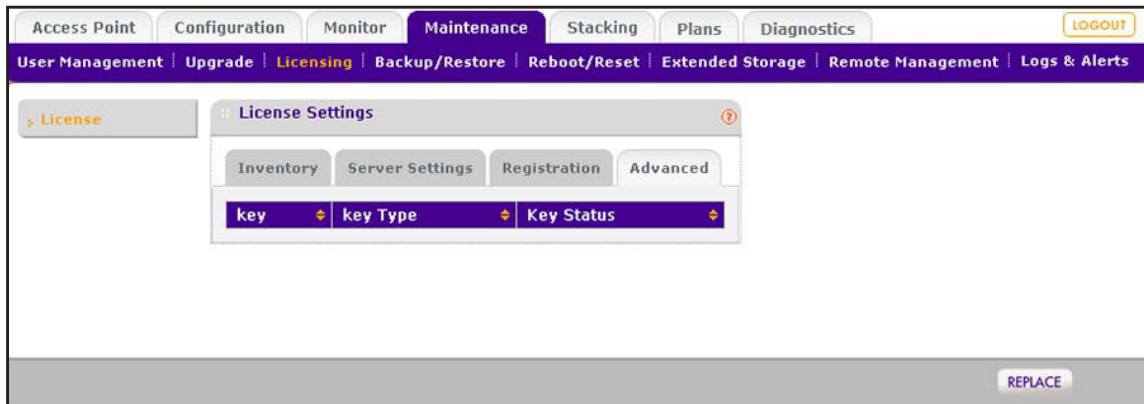 Access Point Configuration Monitor Maintenance Stacking Plans Diagnostics LOGOUT
User Management Upgrade Licensing Backup/Restore Reboot/Reset Extended Storage Remote Management Logs & Alerts
License
License Settings ?
Inventory Server Settings Registration Advanced
key key Type Key Status
REPLACE